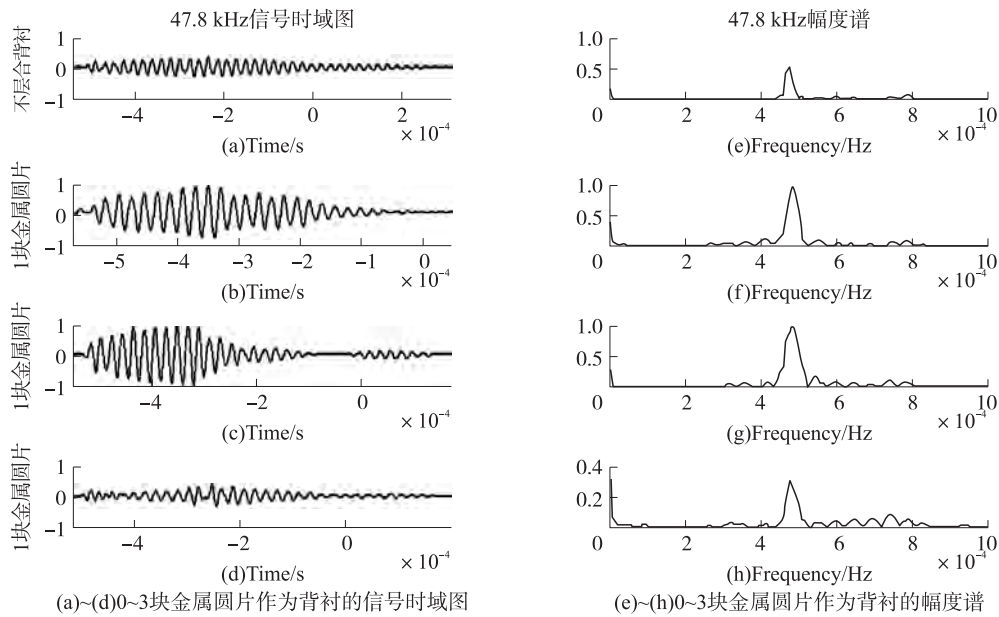 47.8 kHz信号时域图
不层合背衬
1
0
−1
−4 −2 0 2
× 10⁻⁴
(a)Time/s
1块金属圆片
1
0
−1
−5 −4 −3 −2 −1 0
× 10⁻⁴
(b)Time/s
1块金属圆片
1
0
−1
−4 −2 0
× 10⁻⁴
(c)Time/s
1块金属圆片
1
0
−1
−4 −2 0
× 10⁻⁴
(d)Time/s
(a)~(d)0~3块金属圆片作为背衬的信号时域图
47.8 kHz幅度谱
1.0
0.5
0 2 4 6 8 10
× 10⁻⁴
(e)Frequency/Hz
1.0
0.5
0 2 4 6 8 10
× 10⁻⁴
(f)Frequency/Hz
1.0
0.5
0 2 4 6 8 10
× 10⁻⁴
(g)Frequency/Hz
0.4
0.2
0 2 4 6 8 10
× 10⁻⁴
(h)Frequency/Hz
(e)~(h)0~3块金属圆片作为背衬的幅度谱